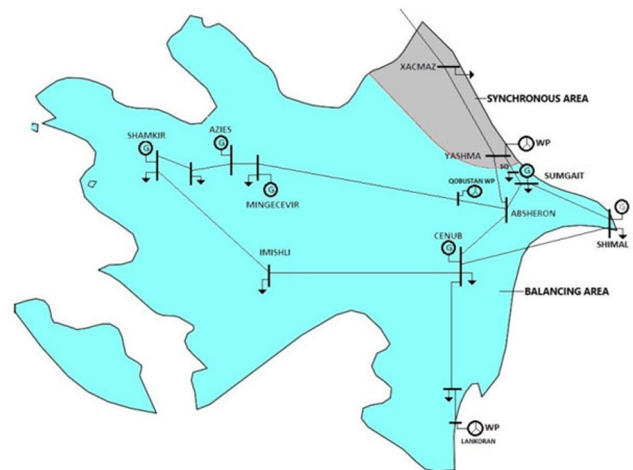 XACMAZ
SYNCHRONOUS AREA
SHAMKIR
G
AZIES
G
YASHMA
WP
SQ
G
SUMGAIT
MINGECEVIR
G
QOBUSTAN WP
ABSHERON
G
SHIMAL
CENUB
G
IMISHLI
BALANCING AREA
WP
LANKORAN